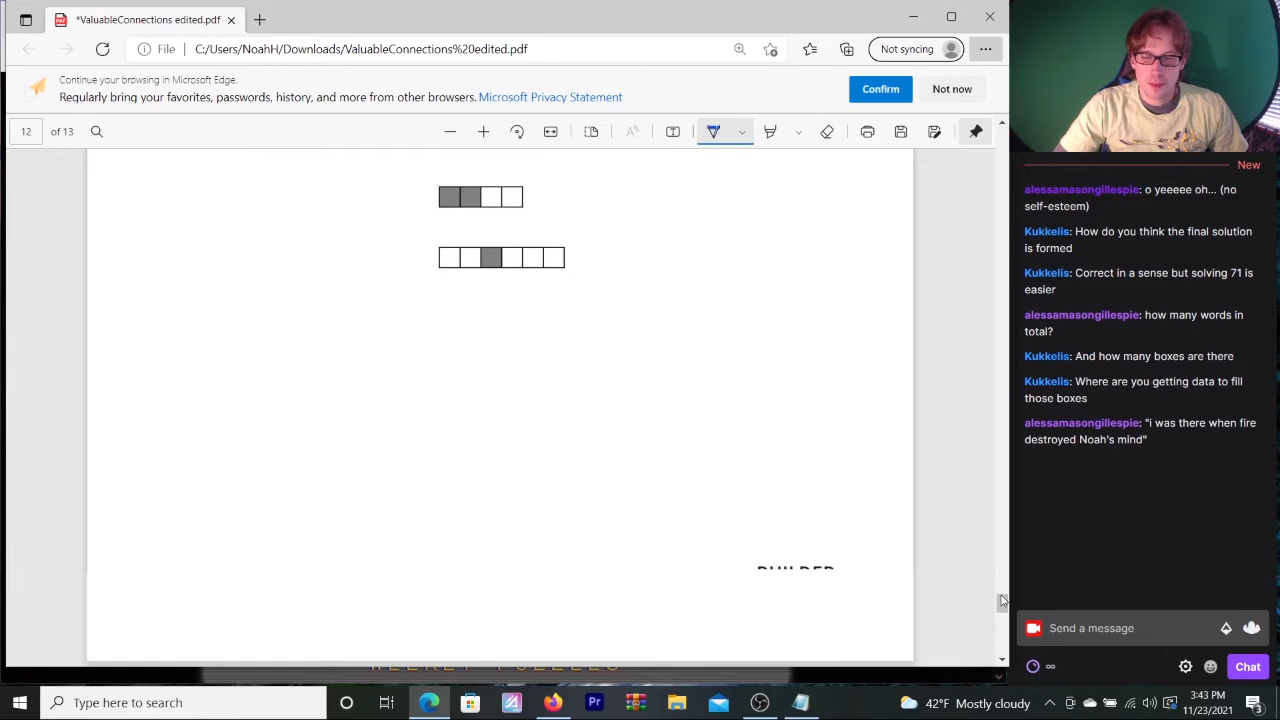 *ValuableConnections edited.pdf
File
C:/Users/NoahH/Downloads/ValuableConnections%20edited.pdf
Not syncing
Continue your browsing in Microsoft Edge.
Regularly bring your favorites, passwords, history, and more from other browsers. Microsoft Privacy Statement
Confirm
Not now
12 of 13
New
alessamasongillespie: o yeeeee oh... (no
self-esteem)
Kukkelis: How do you think the final solution
is formed
Kukkelis: Correct in a sense but solving 71 is
easier
alessamasongillespie: how many words in
total?
Kukkelis: And how many boxes are there
Kukkelis: Where are you getting data to fill
those boxes
alessamasongillespie: "i was there when fire
destroyed Noah's mind"
Send a message
Chat
Type here to search
42°F Mostly cloudy
3:43 PM
11/23/2021
3